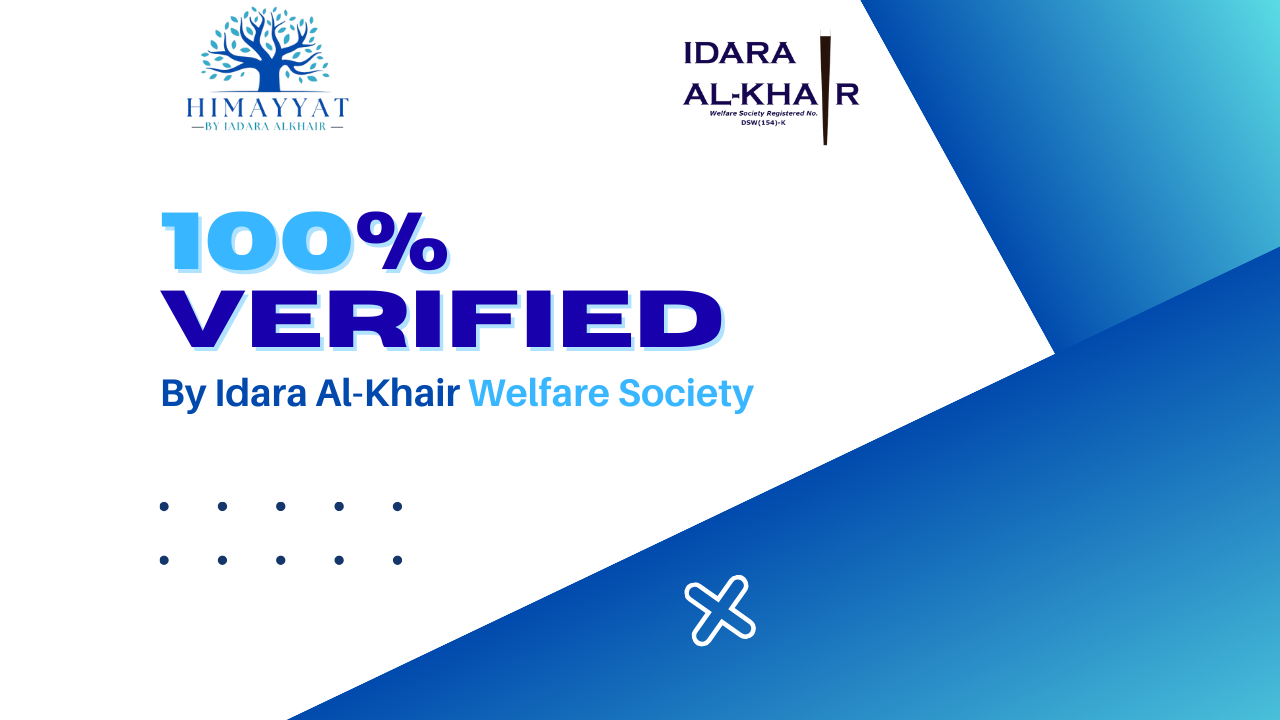 HIMAYYAT
BY IADARA ALKHAIR
IDARA
AL-KHAIR
Welfare Society Registered No.
DSW(154)-K
100%
VERIFIED
By Idara Al-Khair Welfare Society